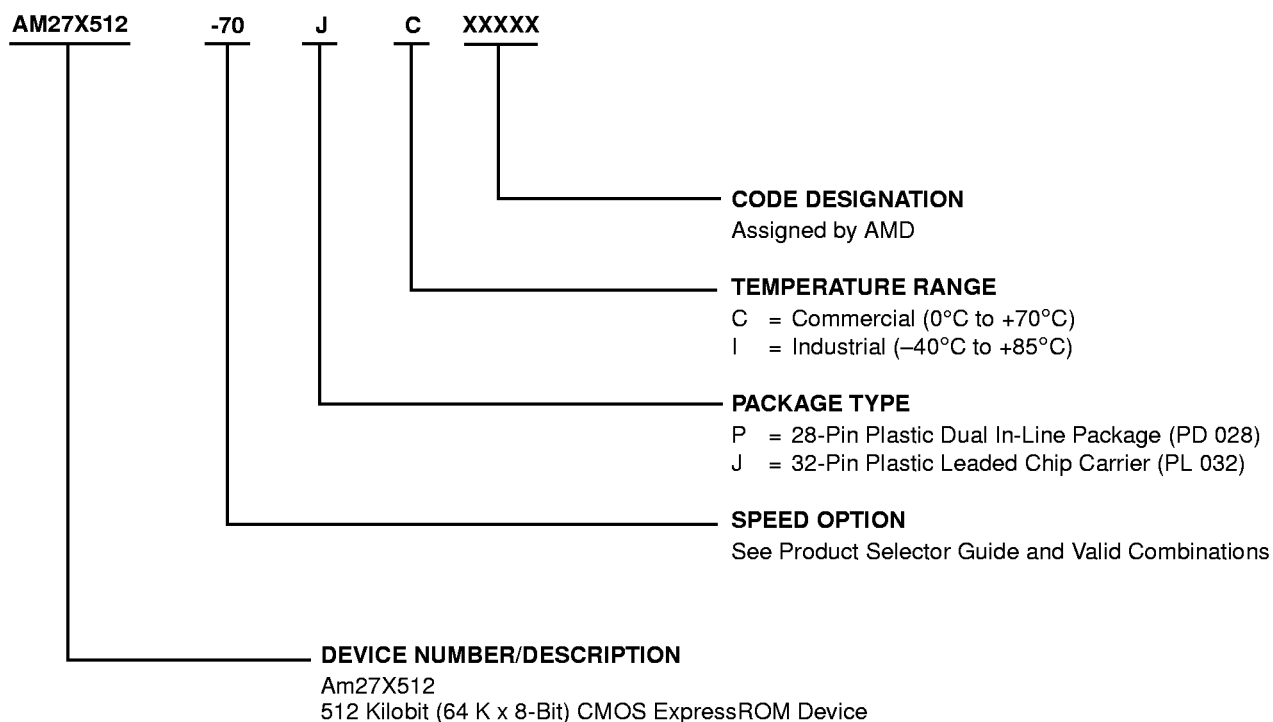 AM27X512 -70 J C XXXXX
CODE DESIGNATION
Assigned by AMD
TEMPERATURE RANGE
C = Commercial (0°C to +70°C)
I = Industrial (–40°C to +85°C)
PACKAGE TYPE
P = 28-Pin Plastic Dual In-Line Package (PD 028)
J = 32-Pin Plastic Leaded Chip Carrier (PL 032)
SPEED OPTION
See Product Selector Guide and Valid Combinations
DEVICE NUMBER/DESCRIPTION
Am27X512
512 Kilobit (64 K x 8-Bit) CMOS ExpressROM Device